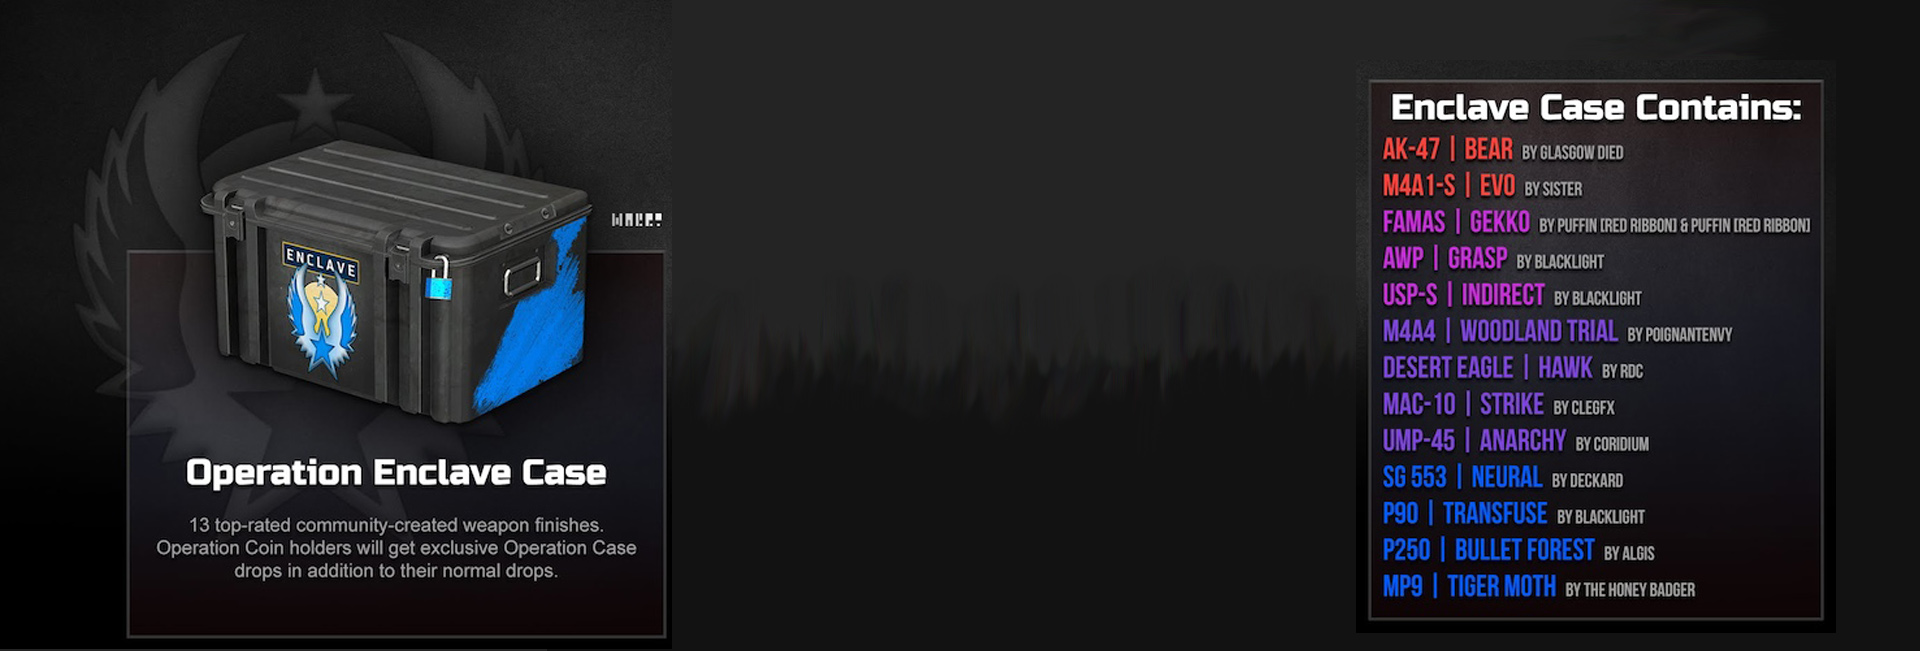 ENCLAVE
Operation Enclave Case
13 top-rated community-created weapon finishes.
Operation Coin holders will get exclusive Operation Case
drops in addition to their normal drops.
Enclave Case Contains:
AK-47 | BEAR BY GLASGOW DIED
M4A1-S | EVO BY SISTER
FAMAS | GEKKO BY PUFFIN [RED RIBBON] & PUFFIN [RED RIBBON]
AWP | GRASP BY BLACKLIGHT
USP-S | INDIRECT BY BLACKLIGHT
M4A4 | WOODLAND TRIAL BY POIGNANTENVY
DESERT EAGLE | HAWK BY RDC
MAC-10 | STRIKE BY CLEGFX
UMP-45 | ANARCHY BY CORIDIUM
SG 553 | NEURAL BY DECKARD
P90 | TRANSFUSE BY BLACKLIGHT
P250 | BULLET FOREST BY ALGIS
MP9 | TIGER MOTH BY THE HONEY BADGER